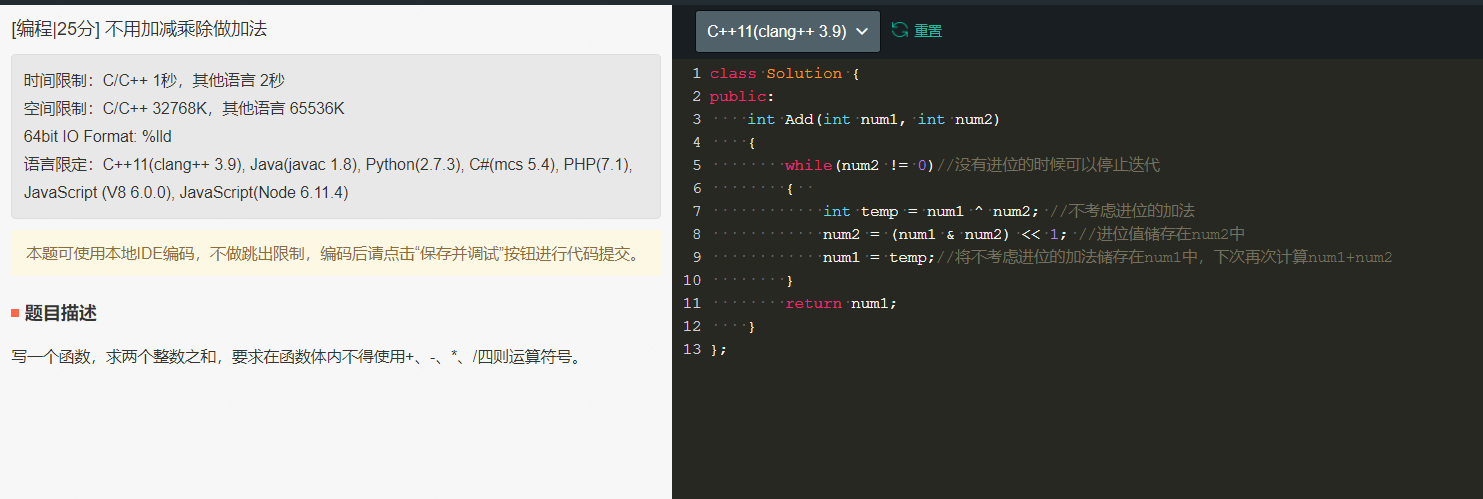 [编程|25分] 不用加减乘除做加法
时间限制：C/C++ 1秒，其他语言 2秒
空间限制：C/C++ 32768K，其他语言 65536K
64bit IO Format: %lld
语言限定：C++11(clang++ 3.9), Java(javac 1.8), Python(2.7.3), C#(mcs 5.4), PHP(7.1),
JavaScript (V8 6.0.0), JavaScript(Node 6.11.4)
本题可使用本地IDE编码，不做跳出限制，编码后请点击“保存并调试”按钮进行代码提交。
题目描述
写一个函数，求两个整数之和，要求在函数体内不得使用+、-、*、/四则运算符号。
C++11(clang++ 3.9) 重置
1 class Solution {
2 public:
3     int Add(int num1, int num2)
4     {
5         while(num2 != 0)//没有进位的时候可以停止迭代
6         {
7             int temp = num1 ^ num2; //不考虑进位的加法
8             num2 = (num1 & num2) << 1; //进位值储存在num2中
9             num1 = temp;//将不考虑进位的加法储存在num1中，下次再次计算num1+num2
10         }
11         return num1;
12     }
13 };